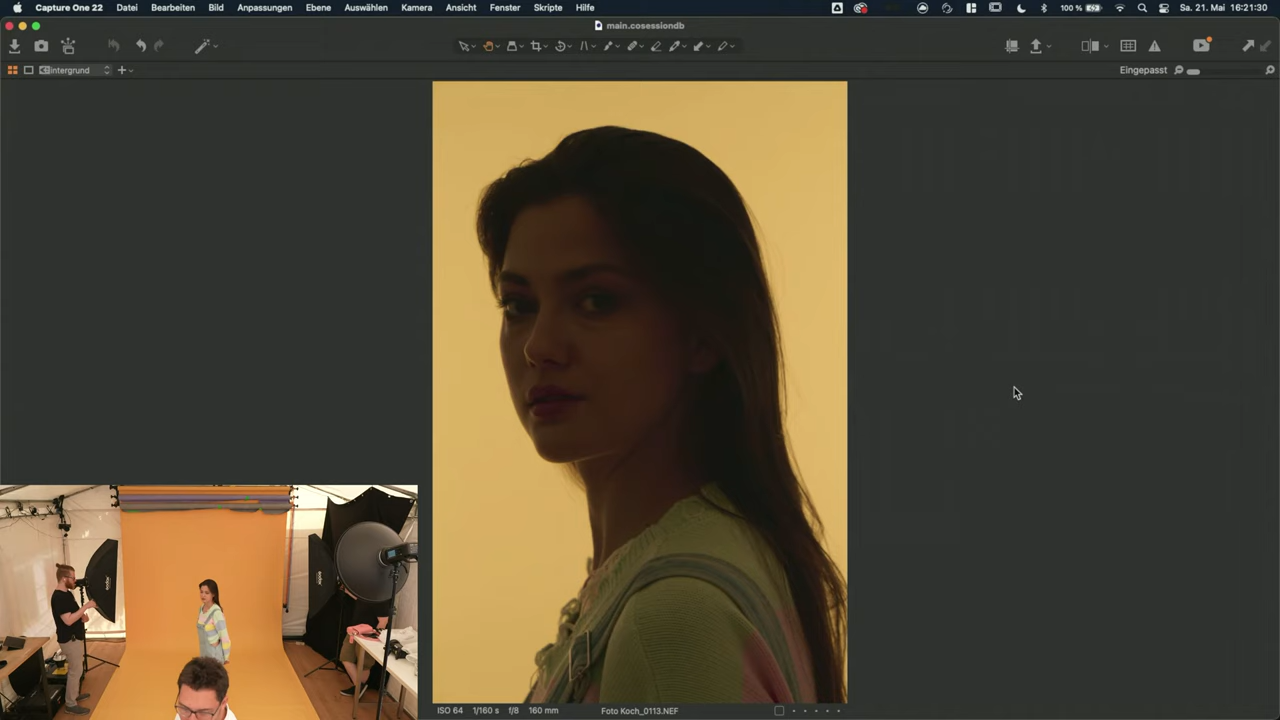 Capture One 22 Datei Bearbeiten Bild Anpassungen Ebene Auswählen Kamera Ansicht Fenster Skripte Hilfe 100 % Sa. 21. Mai 16:21:30
main.cosessiondb
intergrund Eingepasst
ISO 64 1/160 s f/8 160 mm Foto Koch_0113.NEF